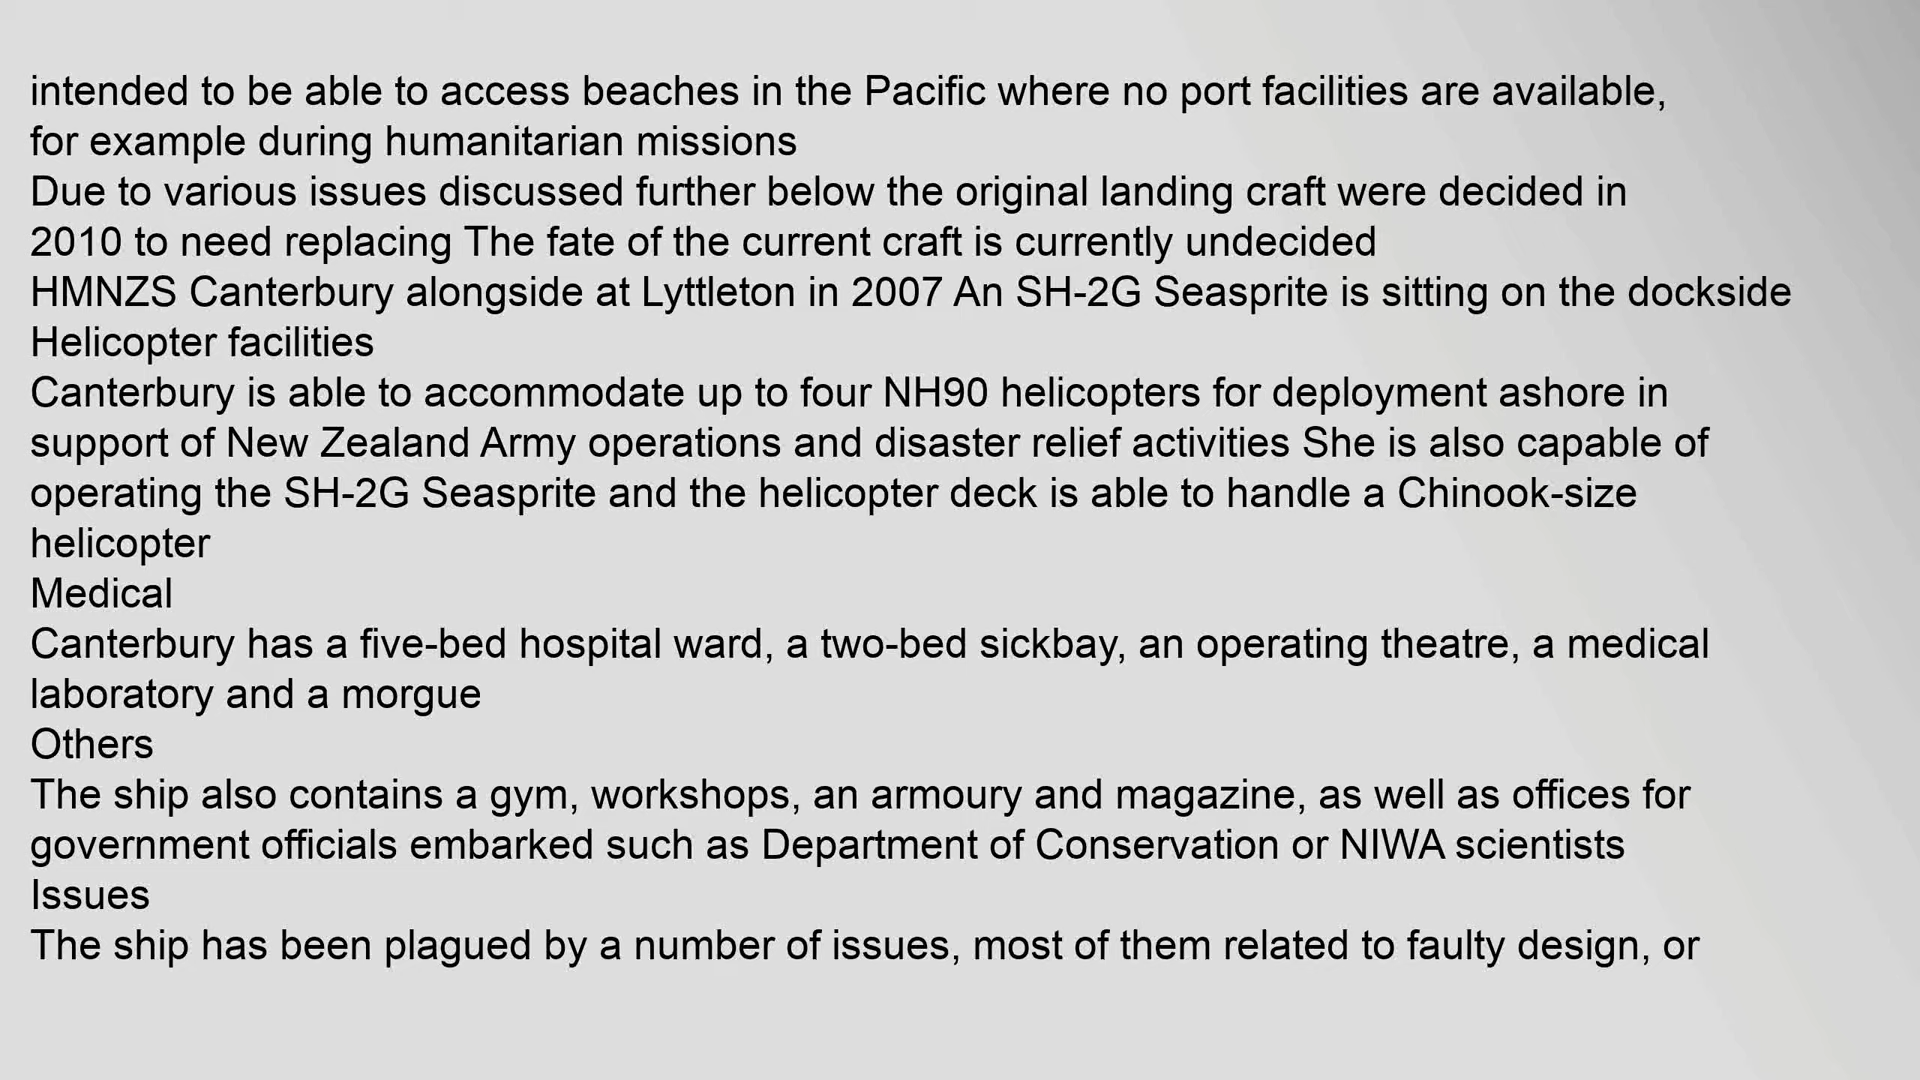 intended to be able to access beaches in the Pacific where no port facilities are available,
for example during humanitarian missions
Due to various issues discussed further below the original landing craft were decided in
2010 to need replacing The fate of the current craft is currently undecided
HMNZS Canterbury alongside at Lyttleton in 2007 An SH-2G Seasprite is sitting on the dockside
Helicopter facilities
Canterbury is able to accommodate up to four NH90 helicopters for deployment ashore in
support of New Zealand Army operations and disaster relief activities She is also capable of
operating the SH-2G Seasprite and the helicopter deck is able to handle a Chinook-size
helicopter
Medical
Canterbury has a five-bed hospital ward, a two-bed sickbay, an operating theatre, a medical
laboratory and a morgue
Others
The ship also contains a gym, workshops, an armoury and magazine, as well as offices for
government officials embarked such as Department of Conservation or NIWA scientists
Issues
The ship has been plagued by a number of issues, most of them related to faulty design, or